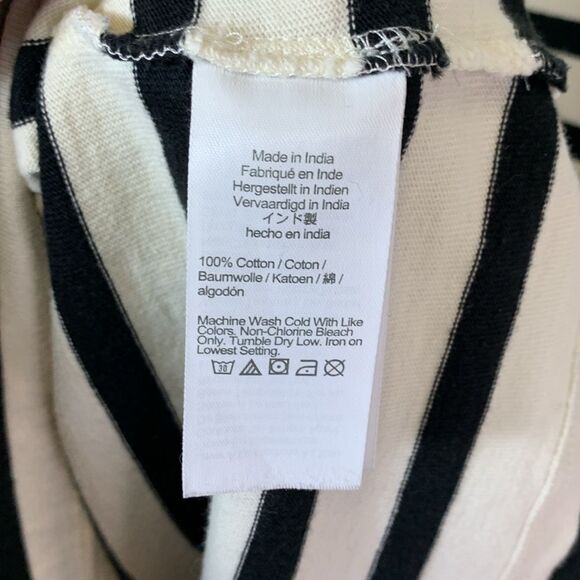 Made in India
Fabriqué en Inde
Hergestellt in Indien
Vervaardigd in India
インド製
hecho en india
100% Cotton / Coton /
Baumwolle / Katoen / 綿 /
algodón
Machine Wash Cold With Like
Colors. Non-Chlorine Bleach
Only. Tumble Dry Low. Iron on
Lowest Setting.
30